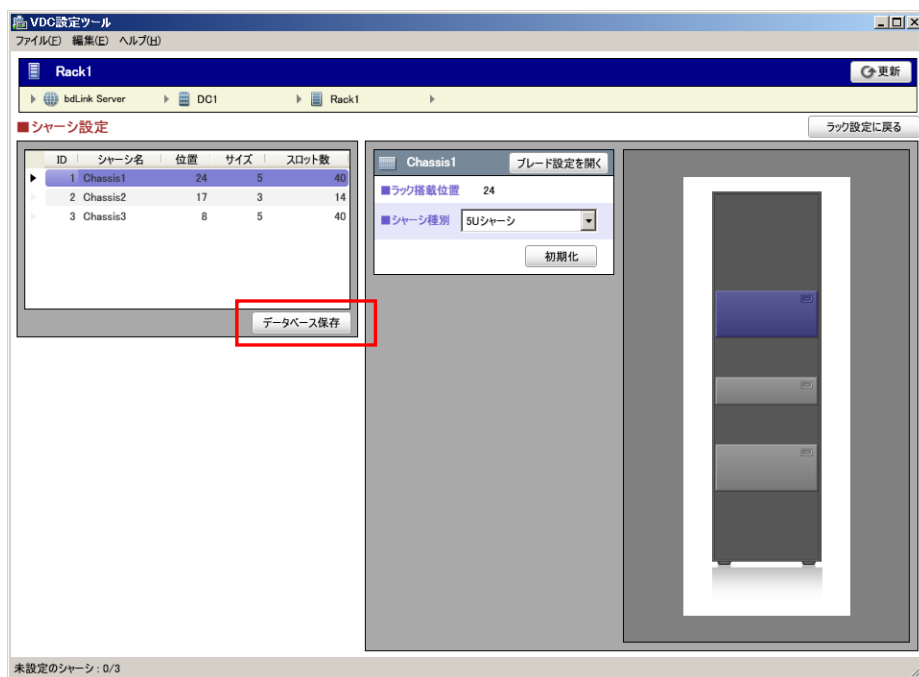 VDC設定ツール
ファイル(F) 編集(E) ヘルプ(H)
Rack1 更新
bdLink Server DC1 Rack1
■シャーシ設定 ラック設定に戻る
ID シャーシ名 位置 サイズ スロット数
1 Chassis1 24 5 40
2 Chassis2 17 3 14
3 Chassis3 8 5 40
データベース保存
Chassis1 ブレード設定を開く
■ラック搭載位置 24
■シャーシ種別 5Uシャーシ
初期化
未設定のシャーシ : 0/3